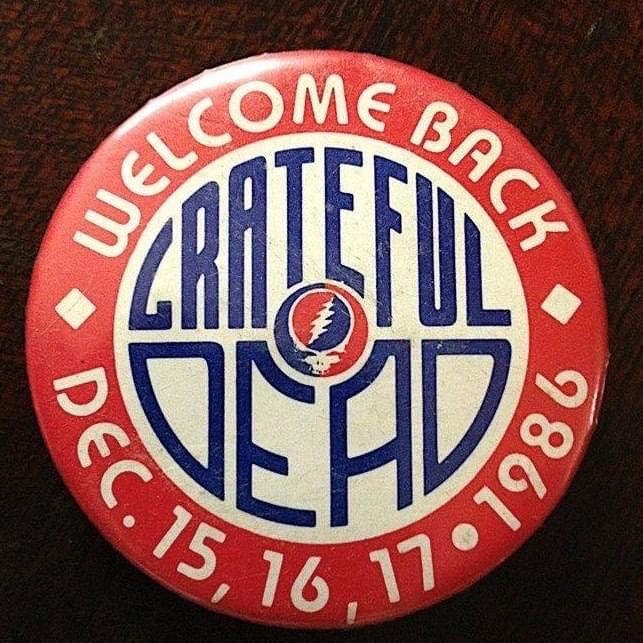 WELCOME BACK
GRATEFUL
DEAD
DEC. 15, 16, 17 • 1986